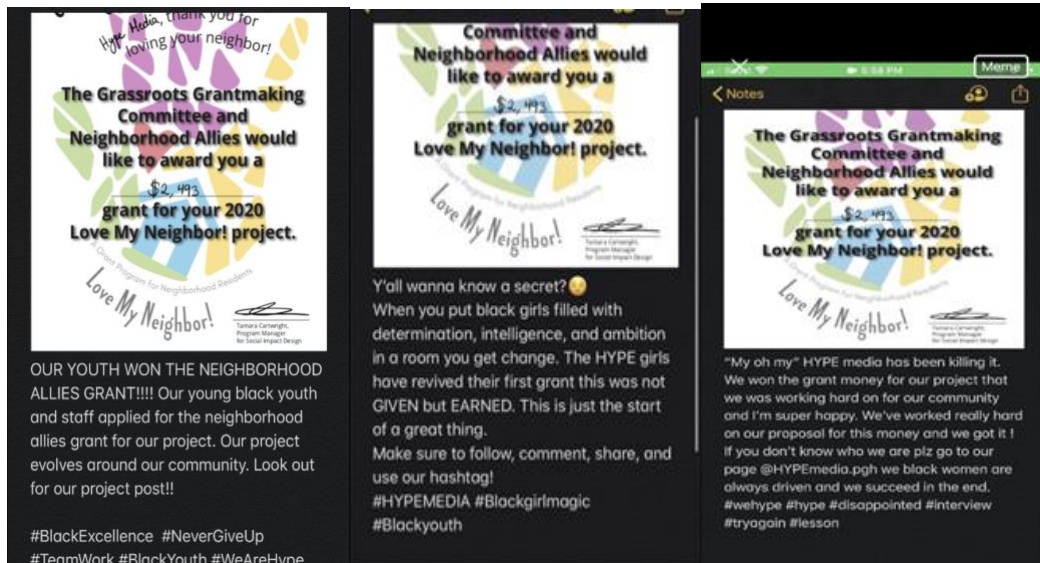 Hype Media, thank you for
loving your neighbor!
The Grassroots Grantmaking
Committee and
Neighborhood Allies would
like to award you a
$2,493
grant for your 2020
Love My Neighbor! project.
A Grant Program for Neighborhood Residents
Love My Neighbor!
Tamara Cartwright,
Program Manager
for Social Impact Design
OUR YOUTH WON THE NEIGHBORHOOD
ALLIES GRANT!!!! Our young black youth
and staff applied for the neighborhood
allies grant for our project. Our project
evolves around our community. Look out
for our project post!!
#BlackExcellence #NeverGiveUp
#TeamWork #BlackYouth #WeAreHype
Committee and
Neighborhood Allies would
like to award you a
$2,493
grant for your 2020
Love My Neighbor! project.
A Grant Program for Neighborhood Residents
Love My Neighbor!
Tamara Cartwright,
Program Manager
for Social Impact Design
Y'all wanna know a secret?😏
When you put black girls filled with
determination, intelligence, and ambition
in a room you get change. The HYPE girls
have revived their first grant this was not
GIVEN but EARNED. This is just the start
of a great thing.
Make sure to follow, comment, share, and
use our hashtag!
#HYPEMEDIA #Blackgirlmagic
#Blackyouth
5:58 PM
Meme
Notes
The Grassroots Grantmaking
Committee and
Neighborhood Allies would
like to award you a
$2,493
grant for your 2020
Love My Neighbor! project.
A Grant Program for Neighborhood Residents
Love My Neighbor!
Tamara Cartwright,
Program Manager
for Social Impact Design
"My oh my" HYPE media has been killing it.
We won the grant money for our project that
we was working hard on for our community
and I'm super happy. We've worked really hard
on our proposal for this money and we got it !
If you don't know who we are plz go to our
page @HYPEmedia.pgh we black women are
always driven and we succeed in the end.
#wehype #hype #disappointed #interview
#tryagain #lesson